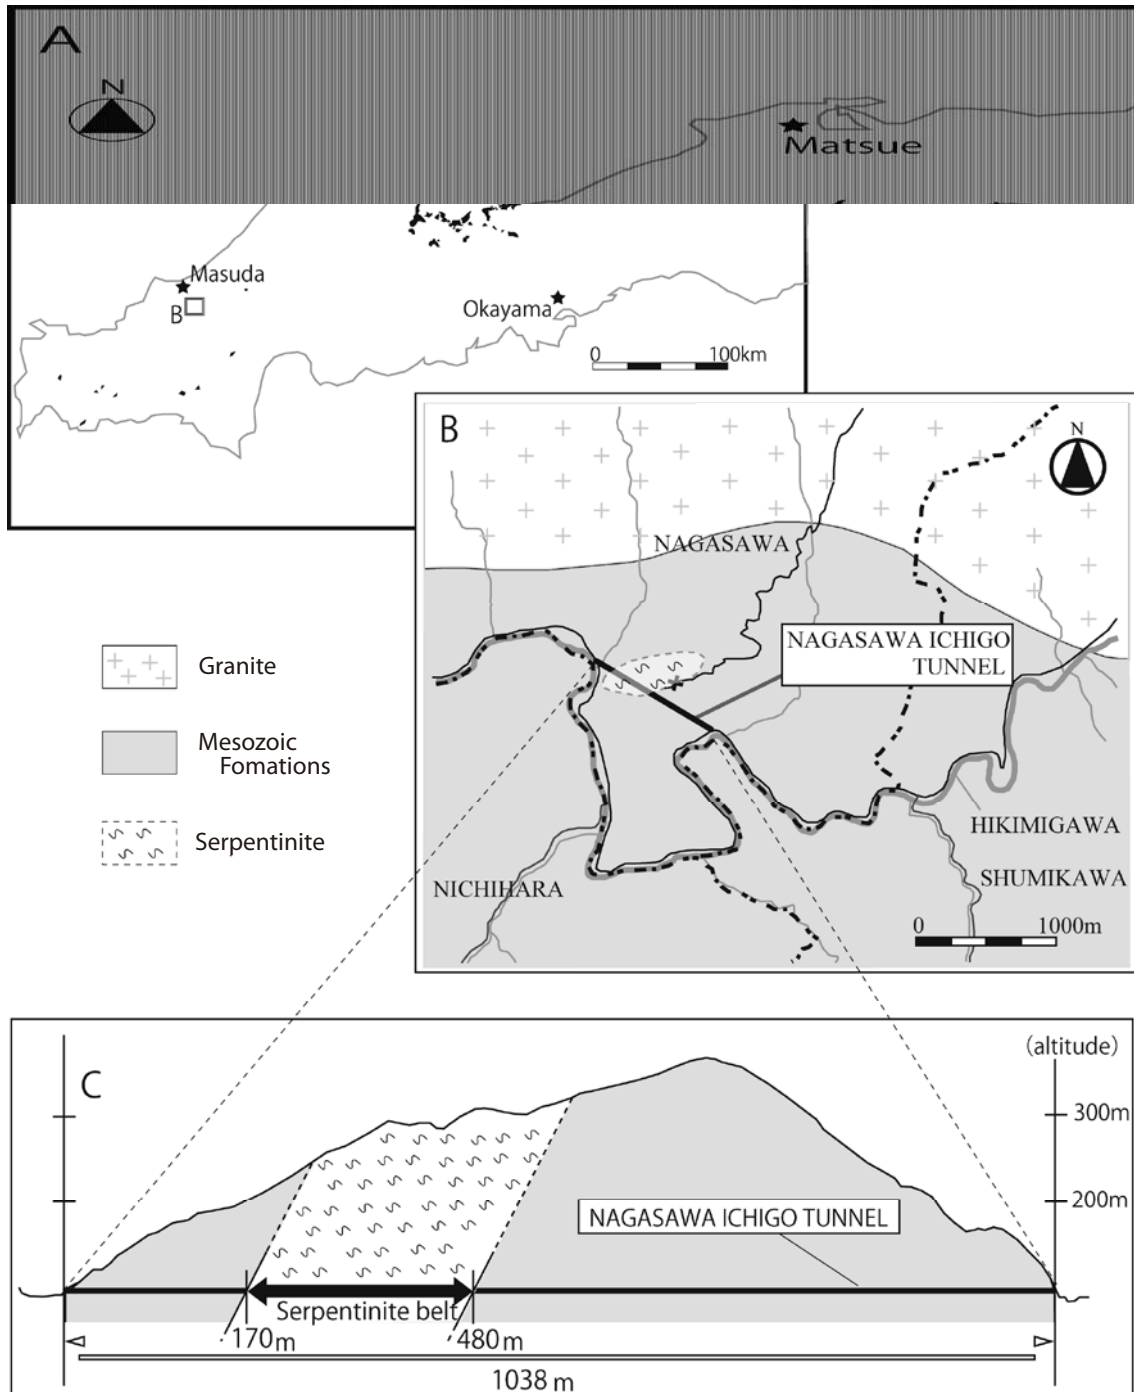 A
N
Matsue
Masuda
B
Okayama
0 100km
B
N
NAGASAWA
NAGASAWA ICHIGO
TUNNEL
HIKIMIGAWA
NICHIHARA
SHUMIKAWA
0 1000m
Granite
Mesozoic
Fomations
Serpentinite
C
(altitude)
300m
200m
NAGASAWA ICHIGO TUNNEL
Serpentinite belt
170m
480m
1038 m